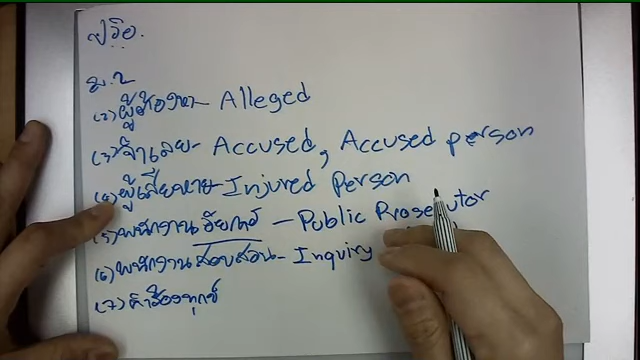 ป.วิอ.
ม.2
(2) ผู้ต้องหา - Alleged
(3) จำเลย - Accused, Accused person
(4) ผู้เสียหาย - Injured Person
(5) พนักงานอัยการ - Public Prosecutor
(6) พนักงานสอบสวน - Inquiry
(7) คำร้องทุกข์